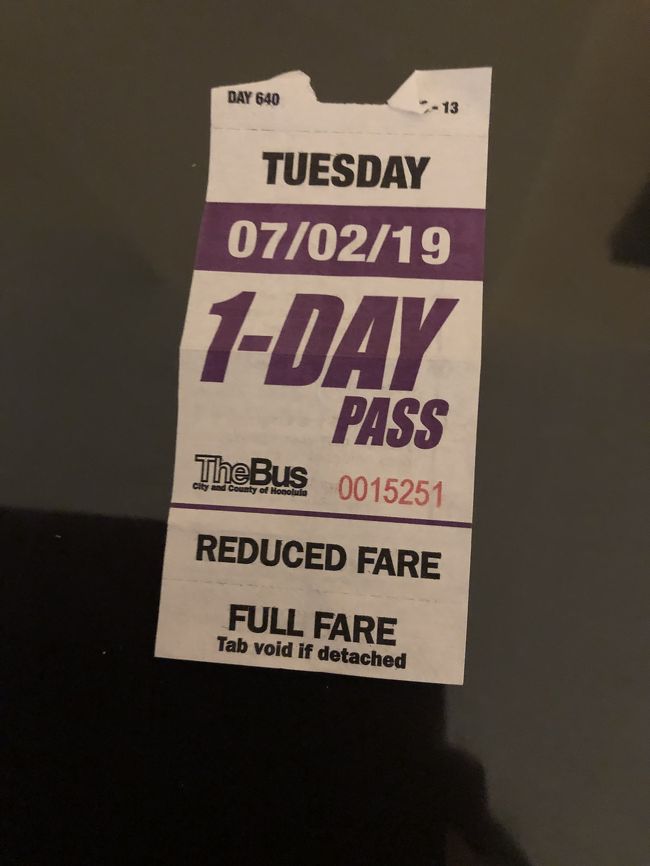 DAY 640
- 13
TUESDAY
07/02/19
1-DAY
PASS
TheBus
City and County of Honolulu
0015251
REDUCED FARE
FULL FARE
Tab void if detached